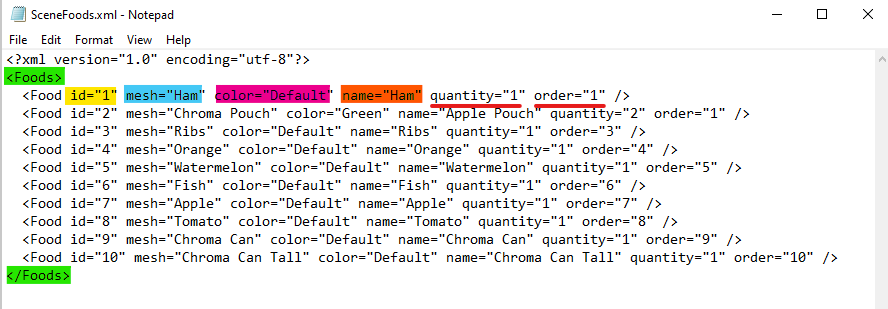 SceneFoods.xml - Notepad
File Edit Format View Help
<?xml version="1.0" encoding="utf-8"?>
<Foods>
<Food id="1" mesh="Ham" color="Default" name="Ham" quantity="1" order="1" />
<Food id="2" mesh="Chroma Pouch" color="Green" name="Apple Pouch" quantity="2" order="1" />
<Food id="3" mesh="Ribs" color="Default" name="Ribs" quantity="1" order="3" />
<Food id="4" mesh="Orange" color="Default" name="Orange" quantity="1" order="4" />
<Food id="5" mesh="Watermelon" color="Default" name="Watermelon" quantity="1" order="5" />
<Food id="6" mesh="Fish" color="Default" name="Fish" quantity="1" order="6" />
<Food id="7" mesh="Apple" color="Default" name="Apple" quantity="1" order="7" />
<Food id="8" mesh="Tomato" color="Default" name="Tomato" quantity="1" order="8" />
<Food id="9" mesh="Chroma Can" color="Default" name="Chroma Can" quantity="1" order="9" />
<Food id="10" mesh="Chroma Can Tall" color="Default" name="Chroma Can Tall" quantity="1" order="10" />
</Foods>